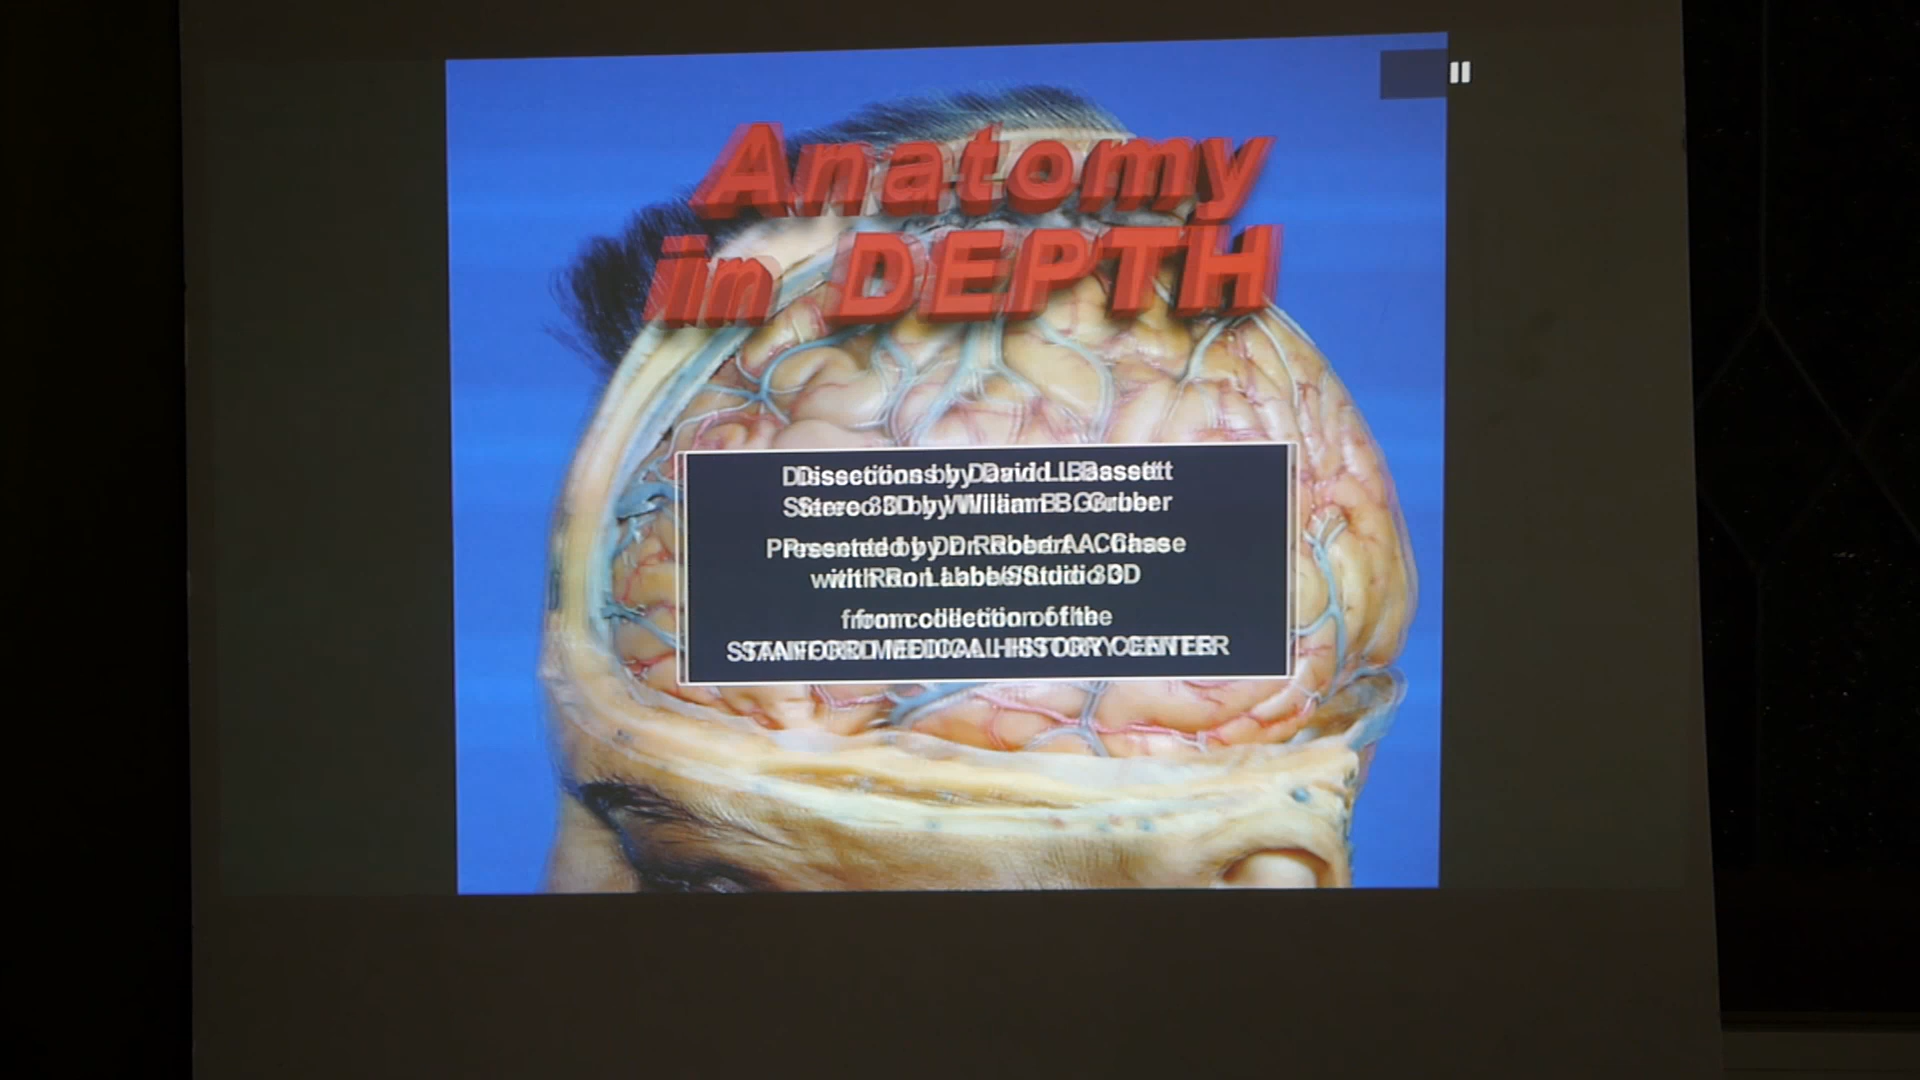 Anatomy
in DEPTH
Dissections by David L. Bassett
Stereo 3D by William B. Gruber
Presented by Dr. Robert A. Chase
with Ron Labbe/Studio 3D
from collection of the
STANFORD MEDICAL HISTORY CENTER